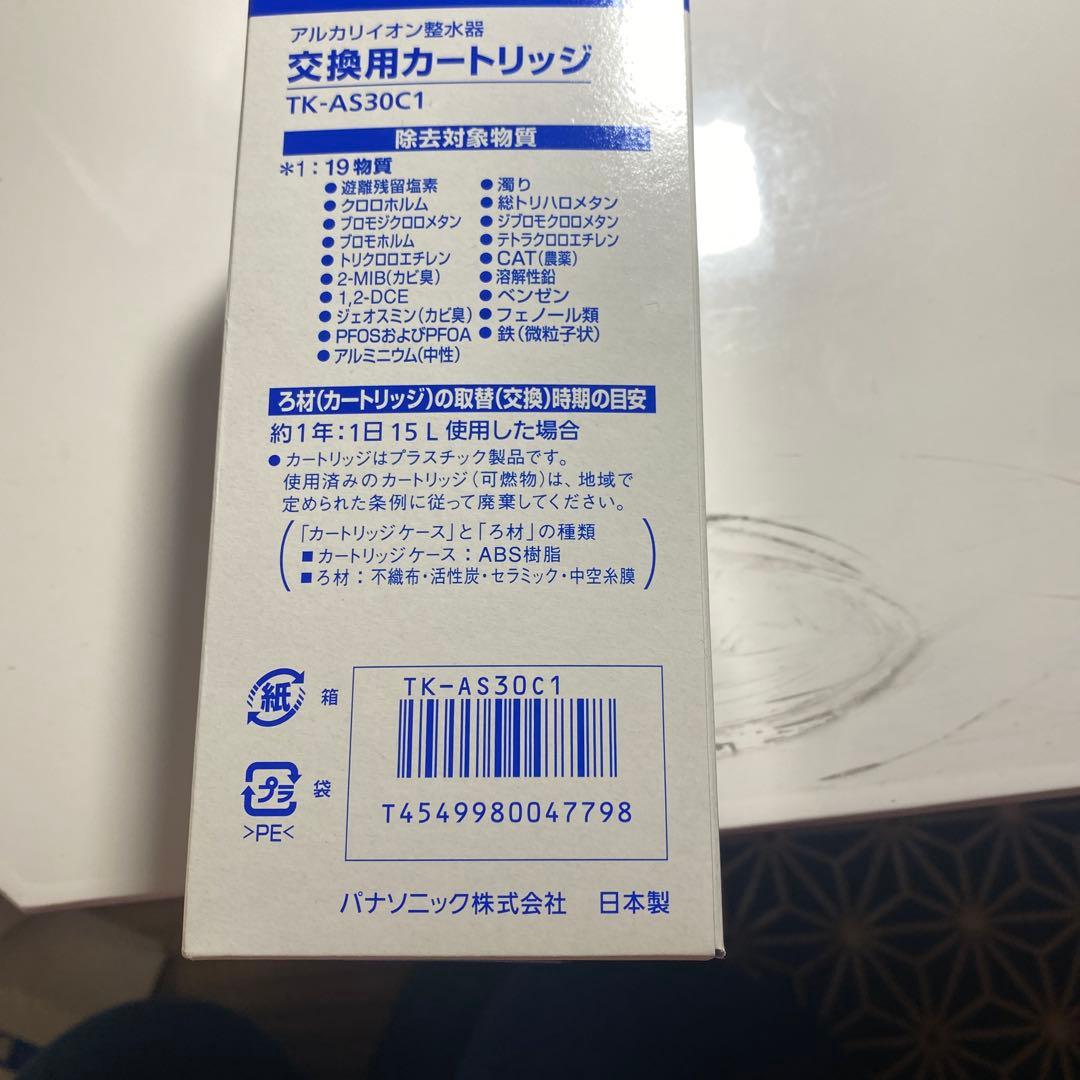 アルカリイオン整水器
交換用カートリッジ
TK-AS30C1
除去対象物質
*1:19物質
●遊離残留塩素 ●濁り
●クロロホルム ●総トリハロメタン
●ブロモジクロロメタン ●ジブロモクロロメタン
●ブロモホルム ●テトラクロロエチレン
●トリクロロエチレン ●CAT(農薬)
●2-MIB(カビ臭) ●溶解性鉛
●1,2-DCE ●ベンゼン
●ジェオスミン(カビ臭) ●フェノール類
●PFOSおよびPFOA ●鉄(微粒子状)
●アルミニウム(中性)
ろ材(カートリッジ)の取替(交換)時期の目安
約1年:1日15L使用した場合
●カートリッジはプラスチック製品です。
使用済みのカートリッジ(可燃物)は、地域で
定められた条例に従って廃棄してください。
「カートリッジケース」と「ろ材」の種類
■カートリッジケース:ABS樹脂
■ろ材:不織布・活性炭・セラミック・中空糸膜
紙 箱
プラ 袋
>PE<
TK-AS30C1
T4549980047798
パナソニック株式会社 日本製